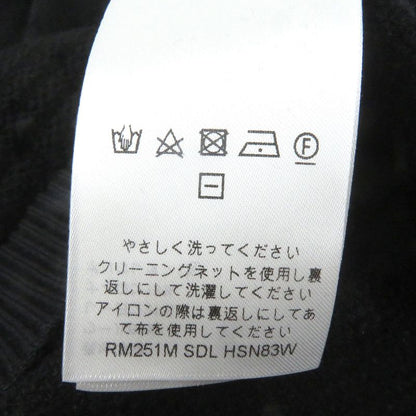 F
やさしく洗ってください
クリーニングネットを使用し裏
返しにして洗濯してください
アイロンの際は裏返しにしてあ
て布を使用してください
RM251M SDL HSN83W